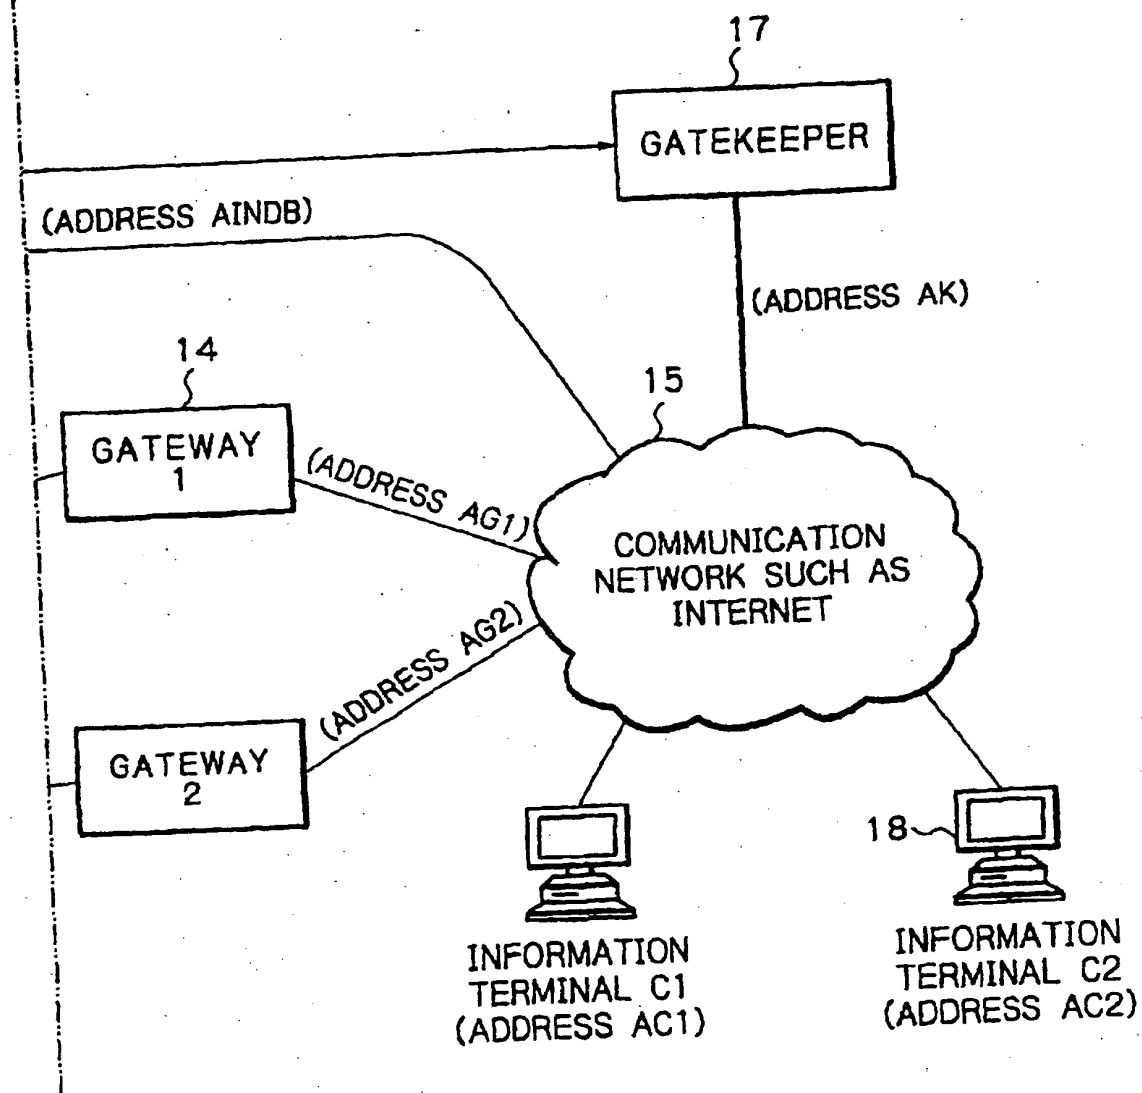 17
GATEKEEPER
(ADDRESS AINDB)
(ADDRESS AK)
14
15
GATEWAY
1
(ADDRESS AG1)
COMMUNICATION
NETWORK SUCH AS
INTERNET
(ADDRESS AG2)
GATEWAY
2
18
INFORMATION
TERMINAL C1
(ADDRESS AC1)
INFORMATION
TERMINAL C2
(ADDRESS AC2)